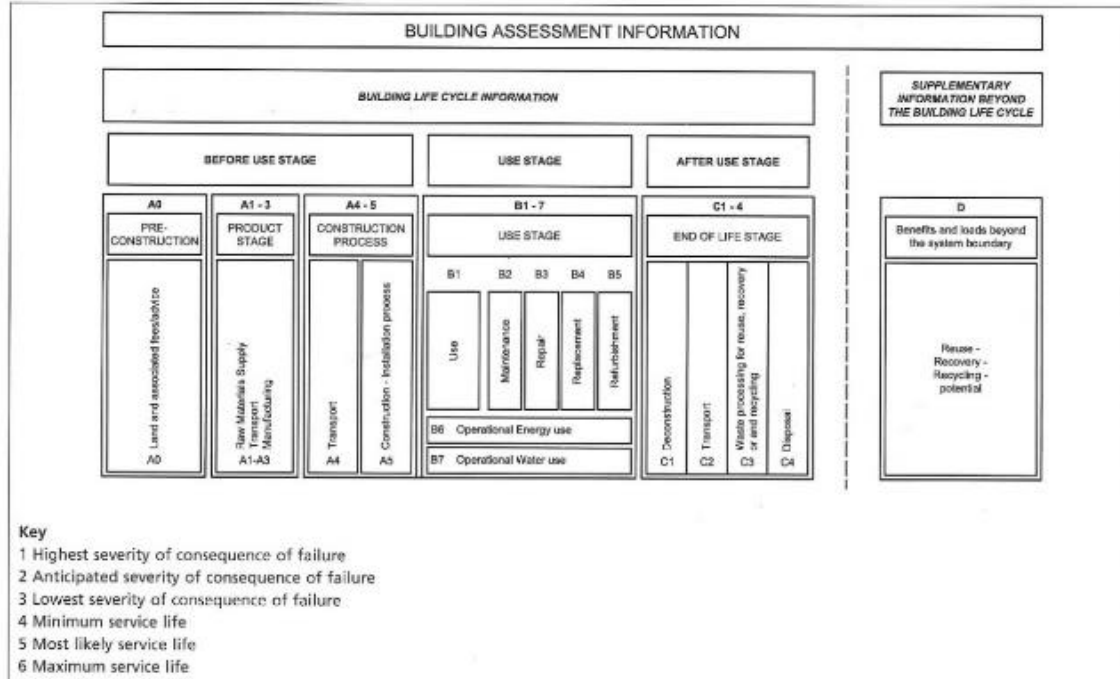 BUILDING ASSESSMENT INFORMATION
BUILDING LIFE CYCLE INFORMATION
SUPPLEMENTARY
INFORMATION BEYOND
THE BUILDING LIFE CYCLE
BEFORE USE STAGE
USE STAGE
AFTER USE STAGE
A0
PRE-
CONSTRUCTION
Land and associated fees/advice
A0
A1 - 3
PRODUCT
STAGE
Raw Materials Supply
Transport
Manufacturing
A1-A3
A4 - 5
CONSTRUCTION
PROCESS
Transport
A4
Construction - Installation process
A5
B1 - 7
USE STAGE
B1
Use
B2
Maintenance
B3
Repair
B4
Replacement
B5
Refurbishment
B6 Operational Energy use
B7 Operational Water use
C1 - 4
END OF LIFE STAGE
Deconstruction
C1
Transport
C2
Waste processing for reuse, recovery
or and recycling
C3
Disposal
C4
D
Benefits and loads beyond
the system boundary
Reuse -
Recovery -
Recycling -
potential
Key
1 Highest severity of consequence of failure
2 Anticipated severity of consequence of failure
3 Lowest severity of consequence of failure
4 Minimum service life
5 Most likely service life
6 Maximum service life